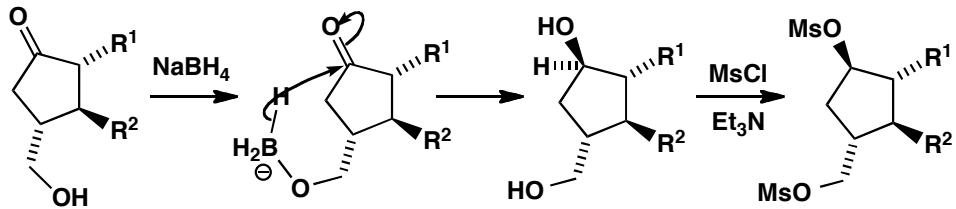 O
R¹
R²
OH
NaBH₄
O
R¹
R²
H
H₂B
⊖
O
HO
H
R¹
R²
HO
MsCl
Et₃N
MsO
R¹
R²
MsO